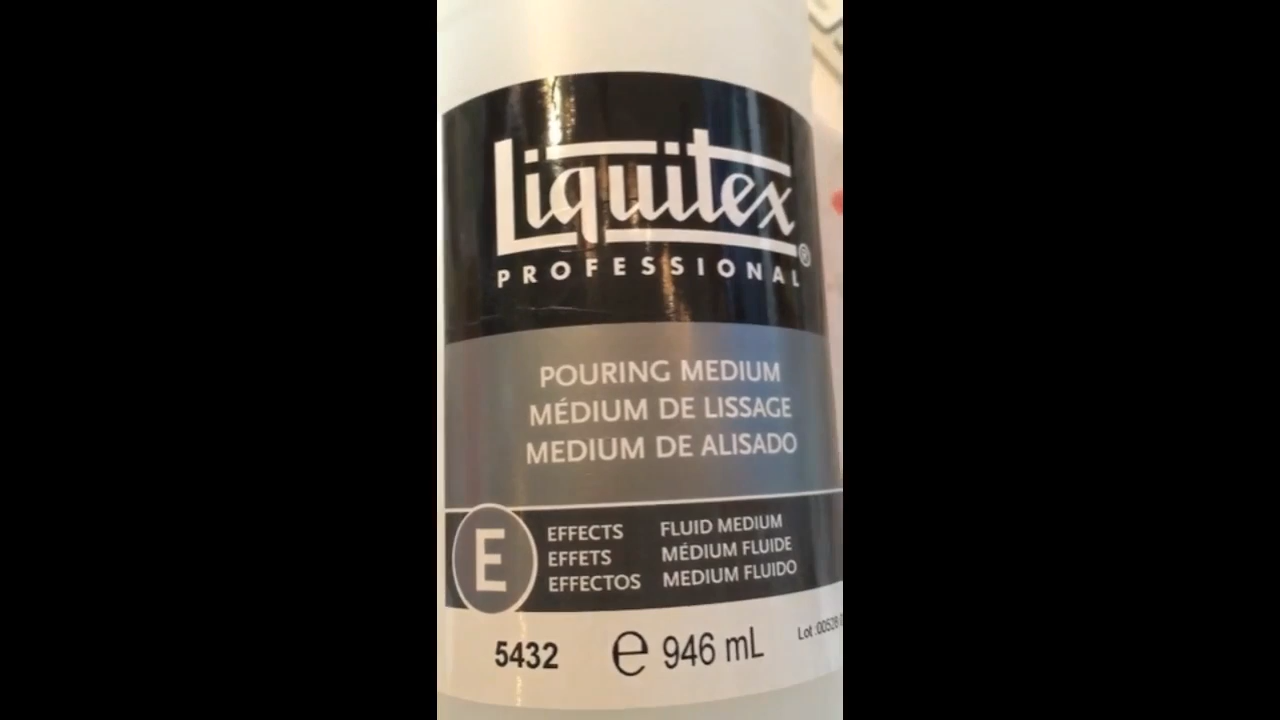 Liquitex®
PROFESSIONAL
POURING MEDIUM
MÉDIUM DE LISSAGE
MEDIUM DE ALISADO
E
EFFECTS FLUID MEDIUM
EFFETS MÉDIUM FLUIDE
EFFECTOS MEDIUM FLUIDO
5432 ℮ 946 mL
Lot :